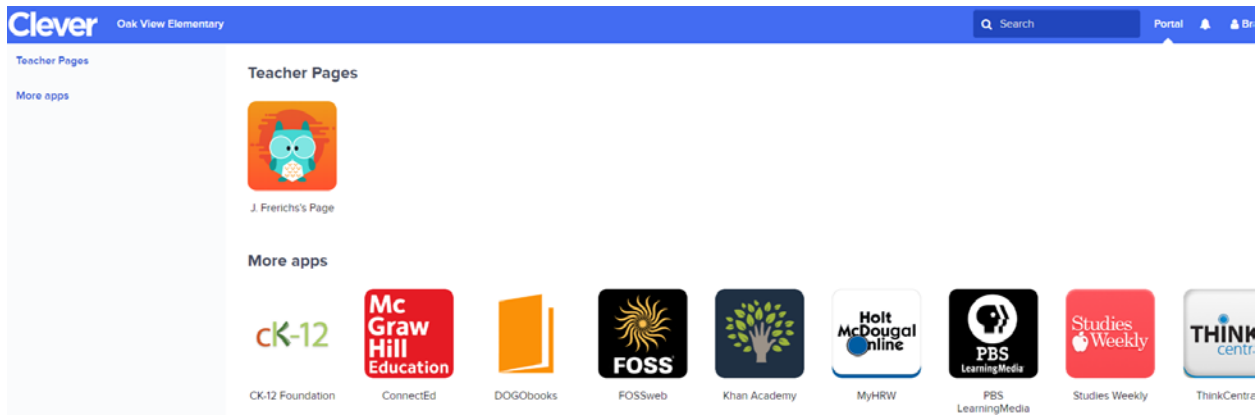 Clever Oak View Elementary Search Portal
Teacher Pages
More apps
Teacher Pages
J. Frerichs's Page
More apps
cK-12
Mc
Graw
Hill
Education
FOSS
Holt
McDougal
Online
PBS
LearningMedia
Studies
Weekly
THINK
CK-12 Foundation
ConnectEd
DOGObooks
FOSSweb
Khan Academy
MyHRW
PBS
LearningMedia
Studies Weekly